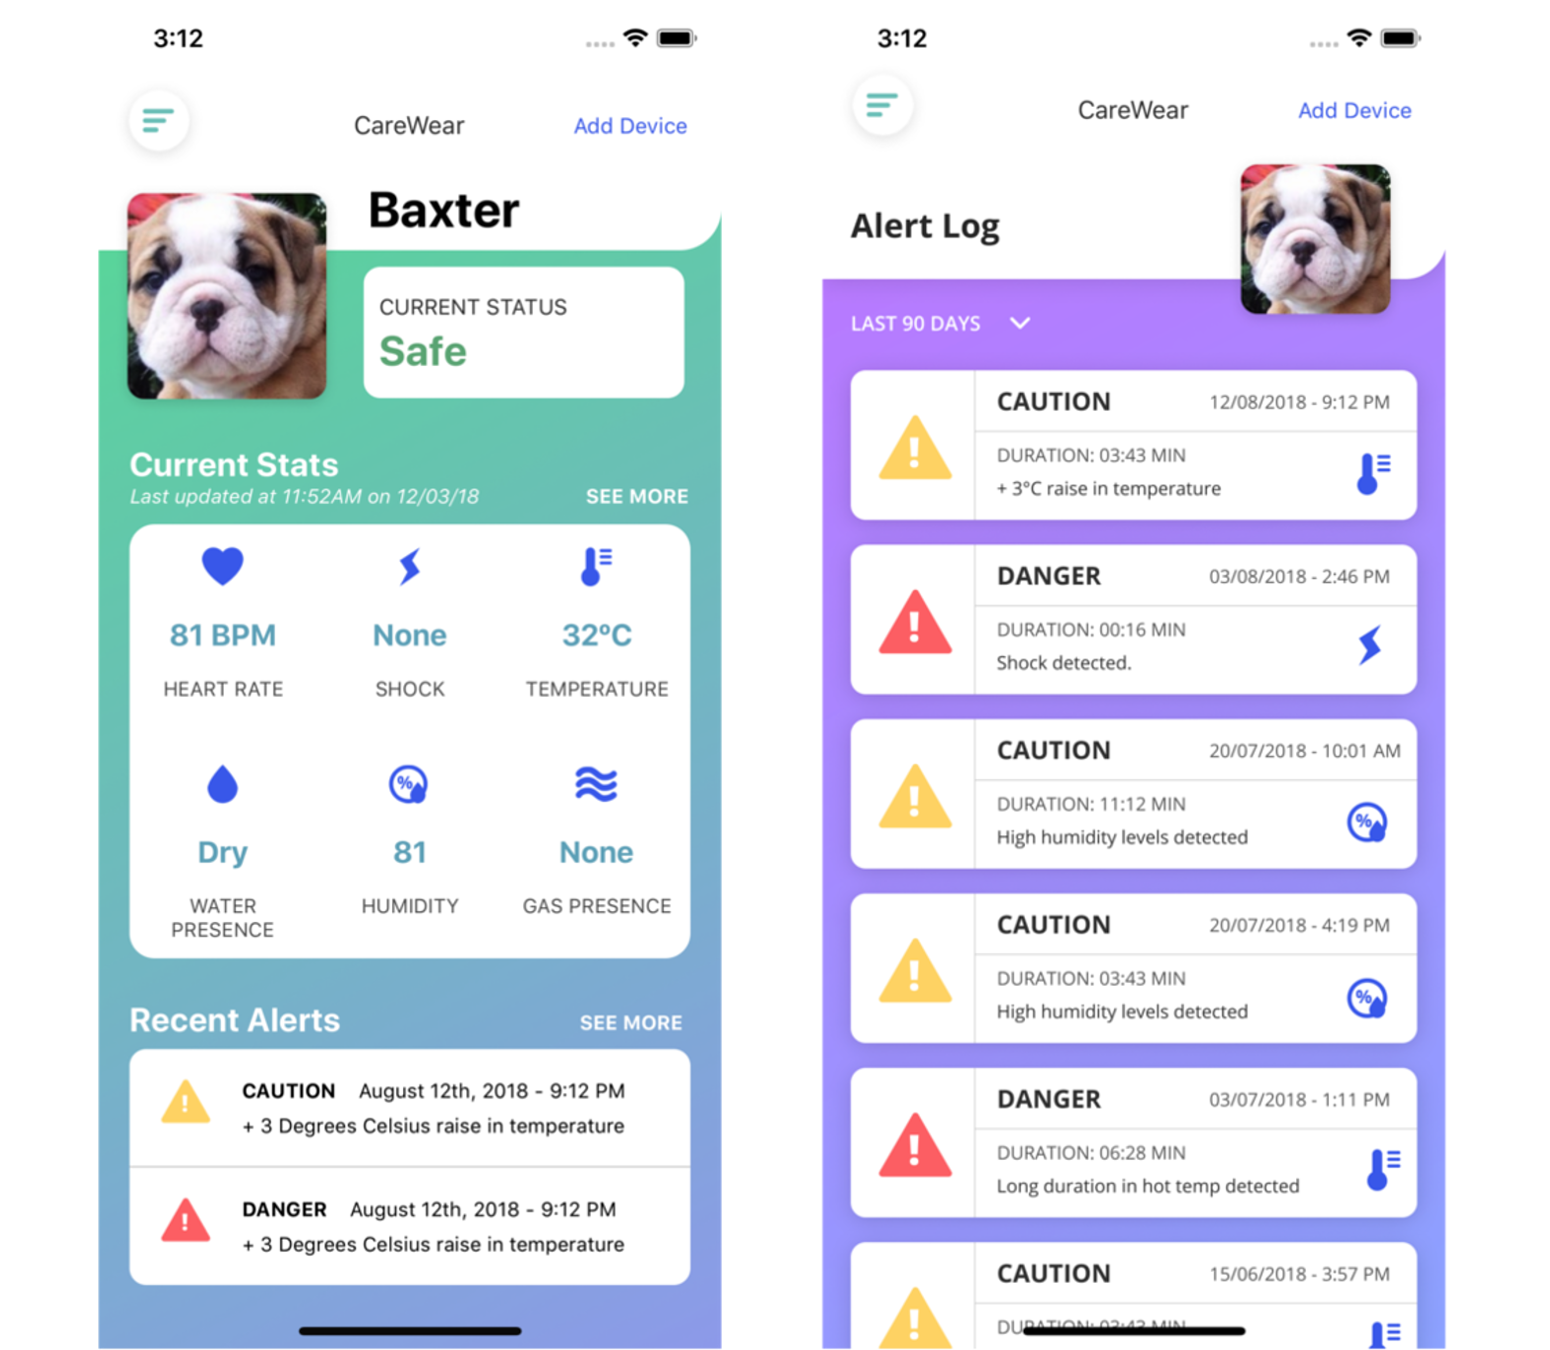 3:12
CareWear
Add Device
Baxter
CURRENT STATUS
Safe
Current Stats
Last updated at 11:52AM on 12/03/18
SEE MORE
81 BPM
None
32°C
HEART RATE
SHOCK
TEMPERATURE
%
Dry
81
None
WATER
PRESENCE
HUMIDITY
GAS PRESENCE
Recent Alerts
SEE MORE
CAUTION August 12th, 2018 - 9:12 PM
+ 3 Degrees Celsius raise in temperature
DANGER August 12th, 2018 - 9:12 PM
+ 3 Degrees Celsius raise in temperature
3:12
CareWear
Add Device
Alert Log
LAST 90 DAYS
CAUTION 12/08/2018 - 9:12 PM
DURATION: 03:43 MIN
+ 3°C raise in temperature
DANGER 03/08/2018 - 2:46 PM
DURATION: 00:16 MIN
Shock detected.
CAUTION 20/07/2018 - 10:01 AM
DURATION: 11:12 MIN
High humidity levels detected
%
CAUTION 20/07/2018 - 4:19 PM
DURATION: 03:43 MIN
High humidity levels detected
%
DANGER 03/07/2018 - 1:11 PM
DURATION: 06:28 MIN
Long duration in hot temp detected
CAUTION 15/06/2018 - 3:57 PM
DURATION: 03:43 MIN